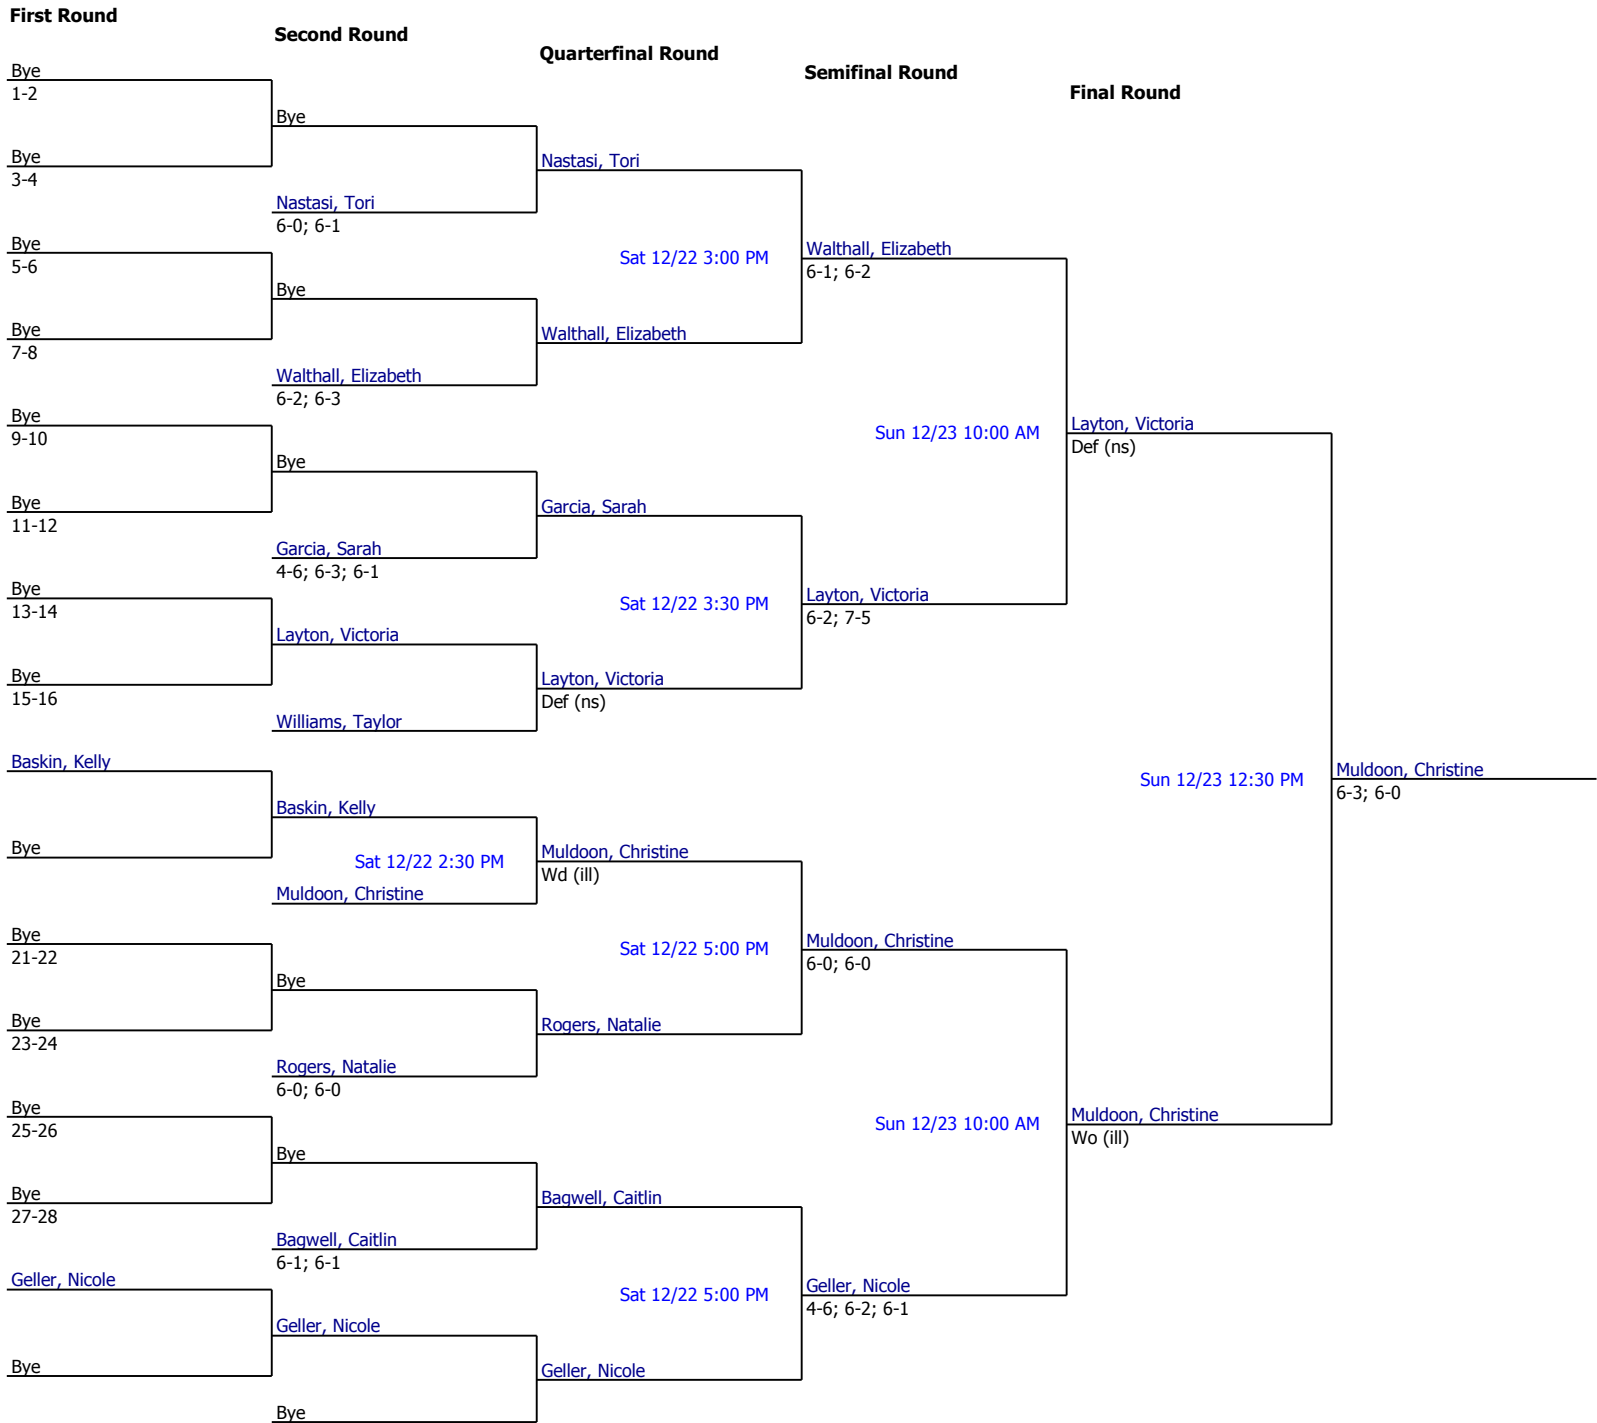 First Round
Second Round
Quarterfinal Round
Semifinal Round
Final Round
Bye
1-2
Bye
Bye
3-4
Nastasi, Tori
Nastasi, Tori
6-0; 6-1
Bye
5-6
Sat 12/22 3:00 PM
Walthall, Elizabeth
6-1; 6-2
Bye
Bye
7-8
Walthall, Elizabeth
Walthall, Elizabeth
6-2; 6-3
Bye
9-10
Sun 12/23 10:00 AM
Layton, Victoria
Def (ns)
Bye
Bye
11-12
Garcia, Sarah
Garcia, Sarah
4-6; 6-3; 6-1
Bye
13-14
Sat 12/22 3:30 PM
Layton, Victoria
6-2; 7-5
Layton, Victoria
Bye
15-16
Layton, Victoria
Def (ns)
Williams, Taylor
Baskin, Kelly
Sun 12/23 12:30 PM
Muldoon, Christine
6-3; 6-0
Baskin, Kelly
Bye
Sat 12/22 2:30 PM
Muldoon, Christine
Wd (ill)
Muldoon, Christine
Bye
21-22
Sat 12/22 5:00 PM
Muldoon, Christine
6-0; 6-0
Bye
Bye
23-24
Rogers, Natalie
Rogers, Natalie
6-0; 6-0
Bye
25-26
Sun 12/23 10:00 AM
Muldoon, Christine
Wo (ill)
Bye
Bye
27-28
Bagwell, Caitlin
Bagwell, Caitlin
6-1; 6-1
Geller, Nicole
Sat 12/22 5:00 PM
Geller, Nicole
4-6; 6-2; 6-1
Geller, Nicole
Bye
Geller, Nicole
Bye